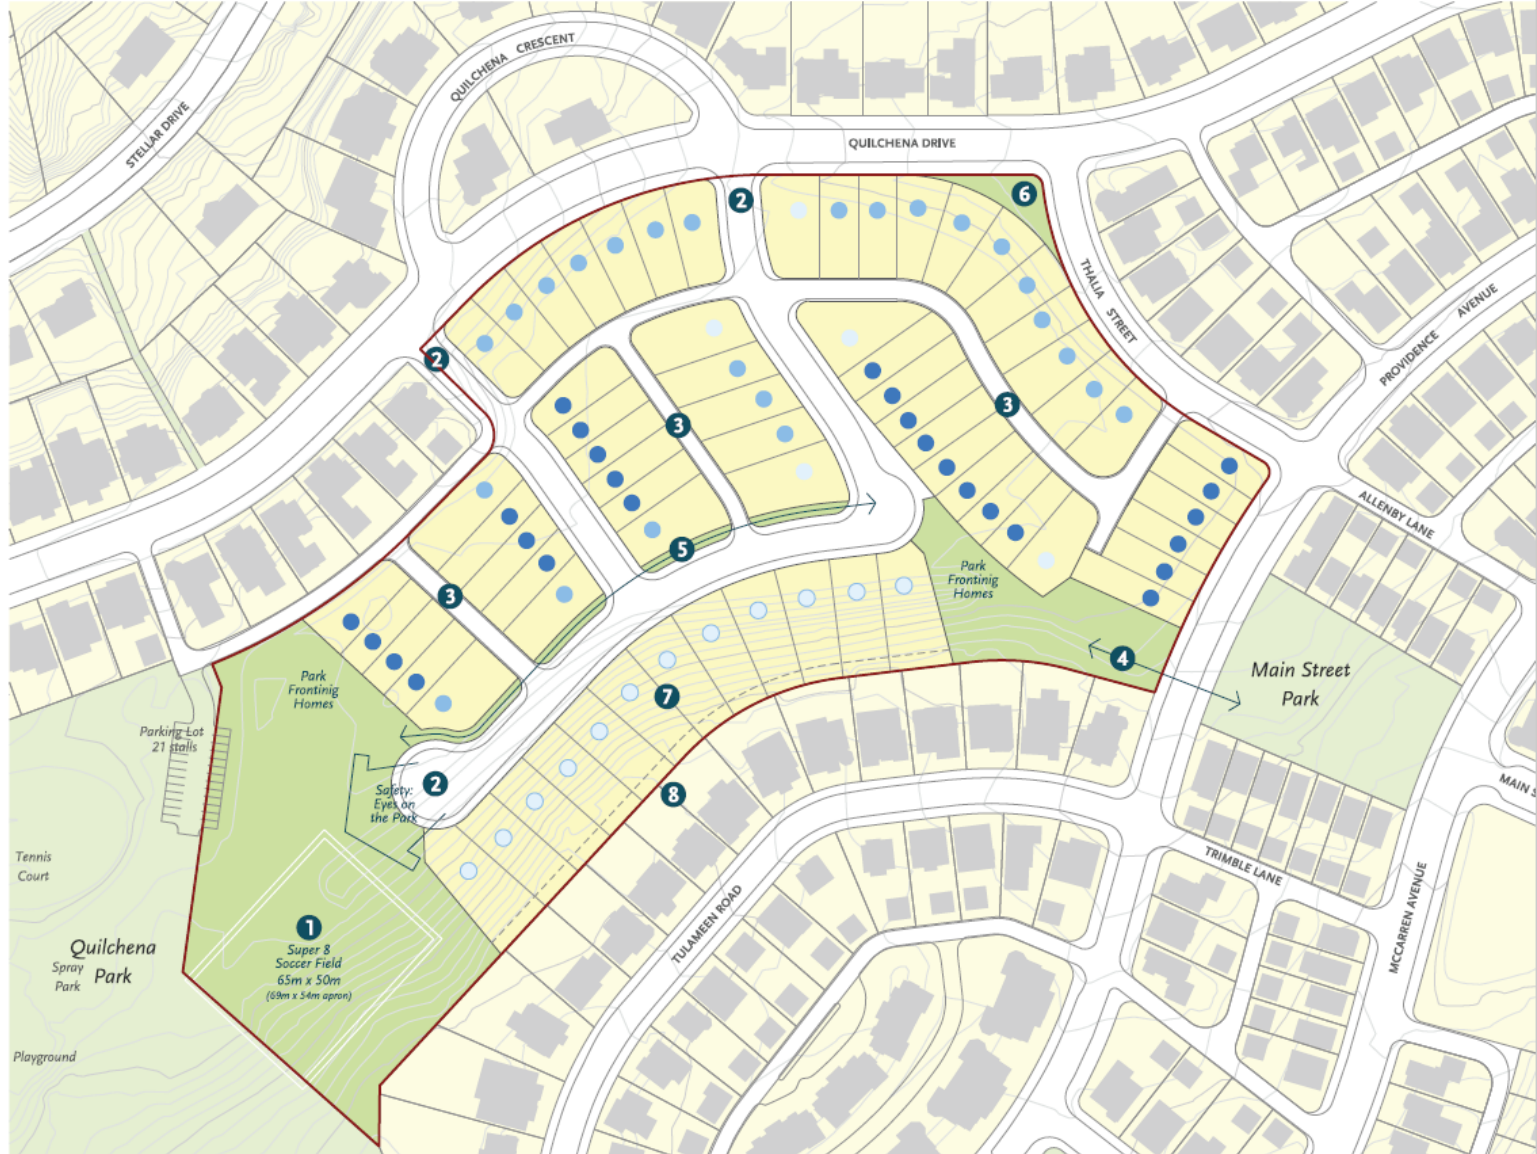 QUILCHENA CRESCENT
STELLAR DRIVE
QUILCHENA DRIVE
2
6
THALIA STREET
PROVIDENCE AVENUE
2
3
3
ALLENBY LANE
5
Park
Frontinig
Homes
3
4
Main Street
Park
Park
Frontinig
Homes
7
Parking Lot
21 stalls
2
Safety:
Eyes on
the Park
8
MAIN S
TRIMBLE LANE
Tennis
Court
TULAMEEN ROAD
MCCARREN AVENUE
1
Super 8
Soccer Field
65m x 50m
(69m x 54m apron)
Quilchena
Park
Spray
Park
Playground